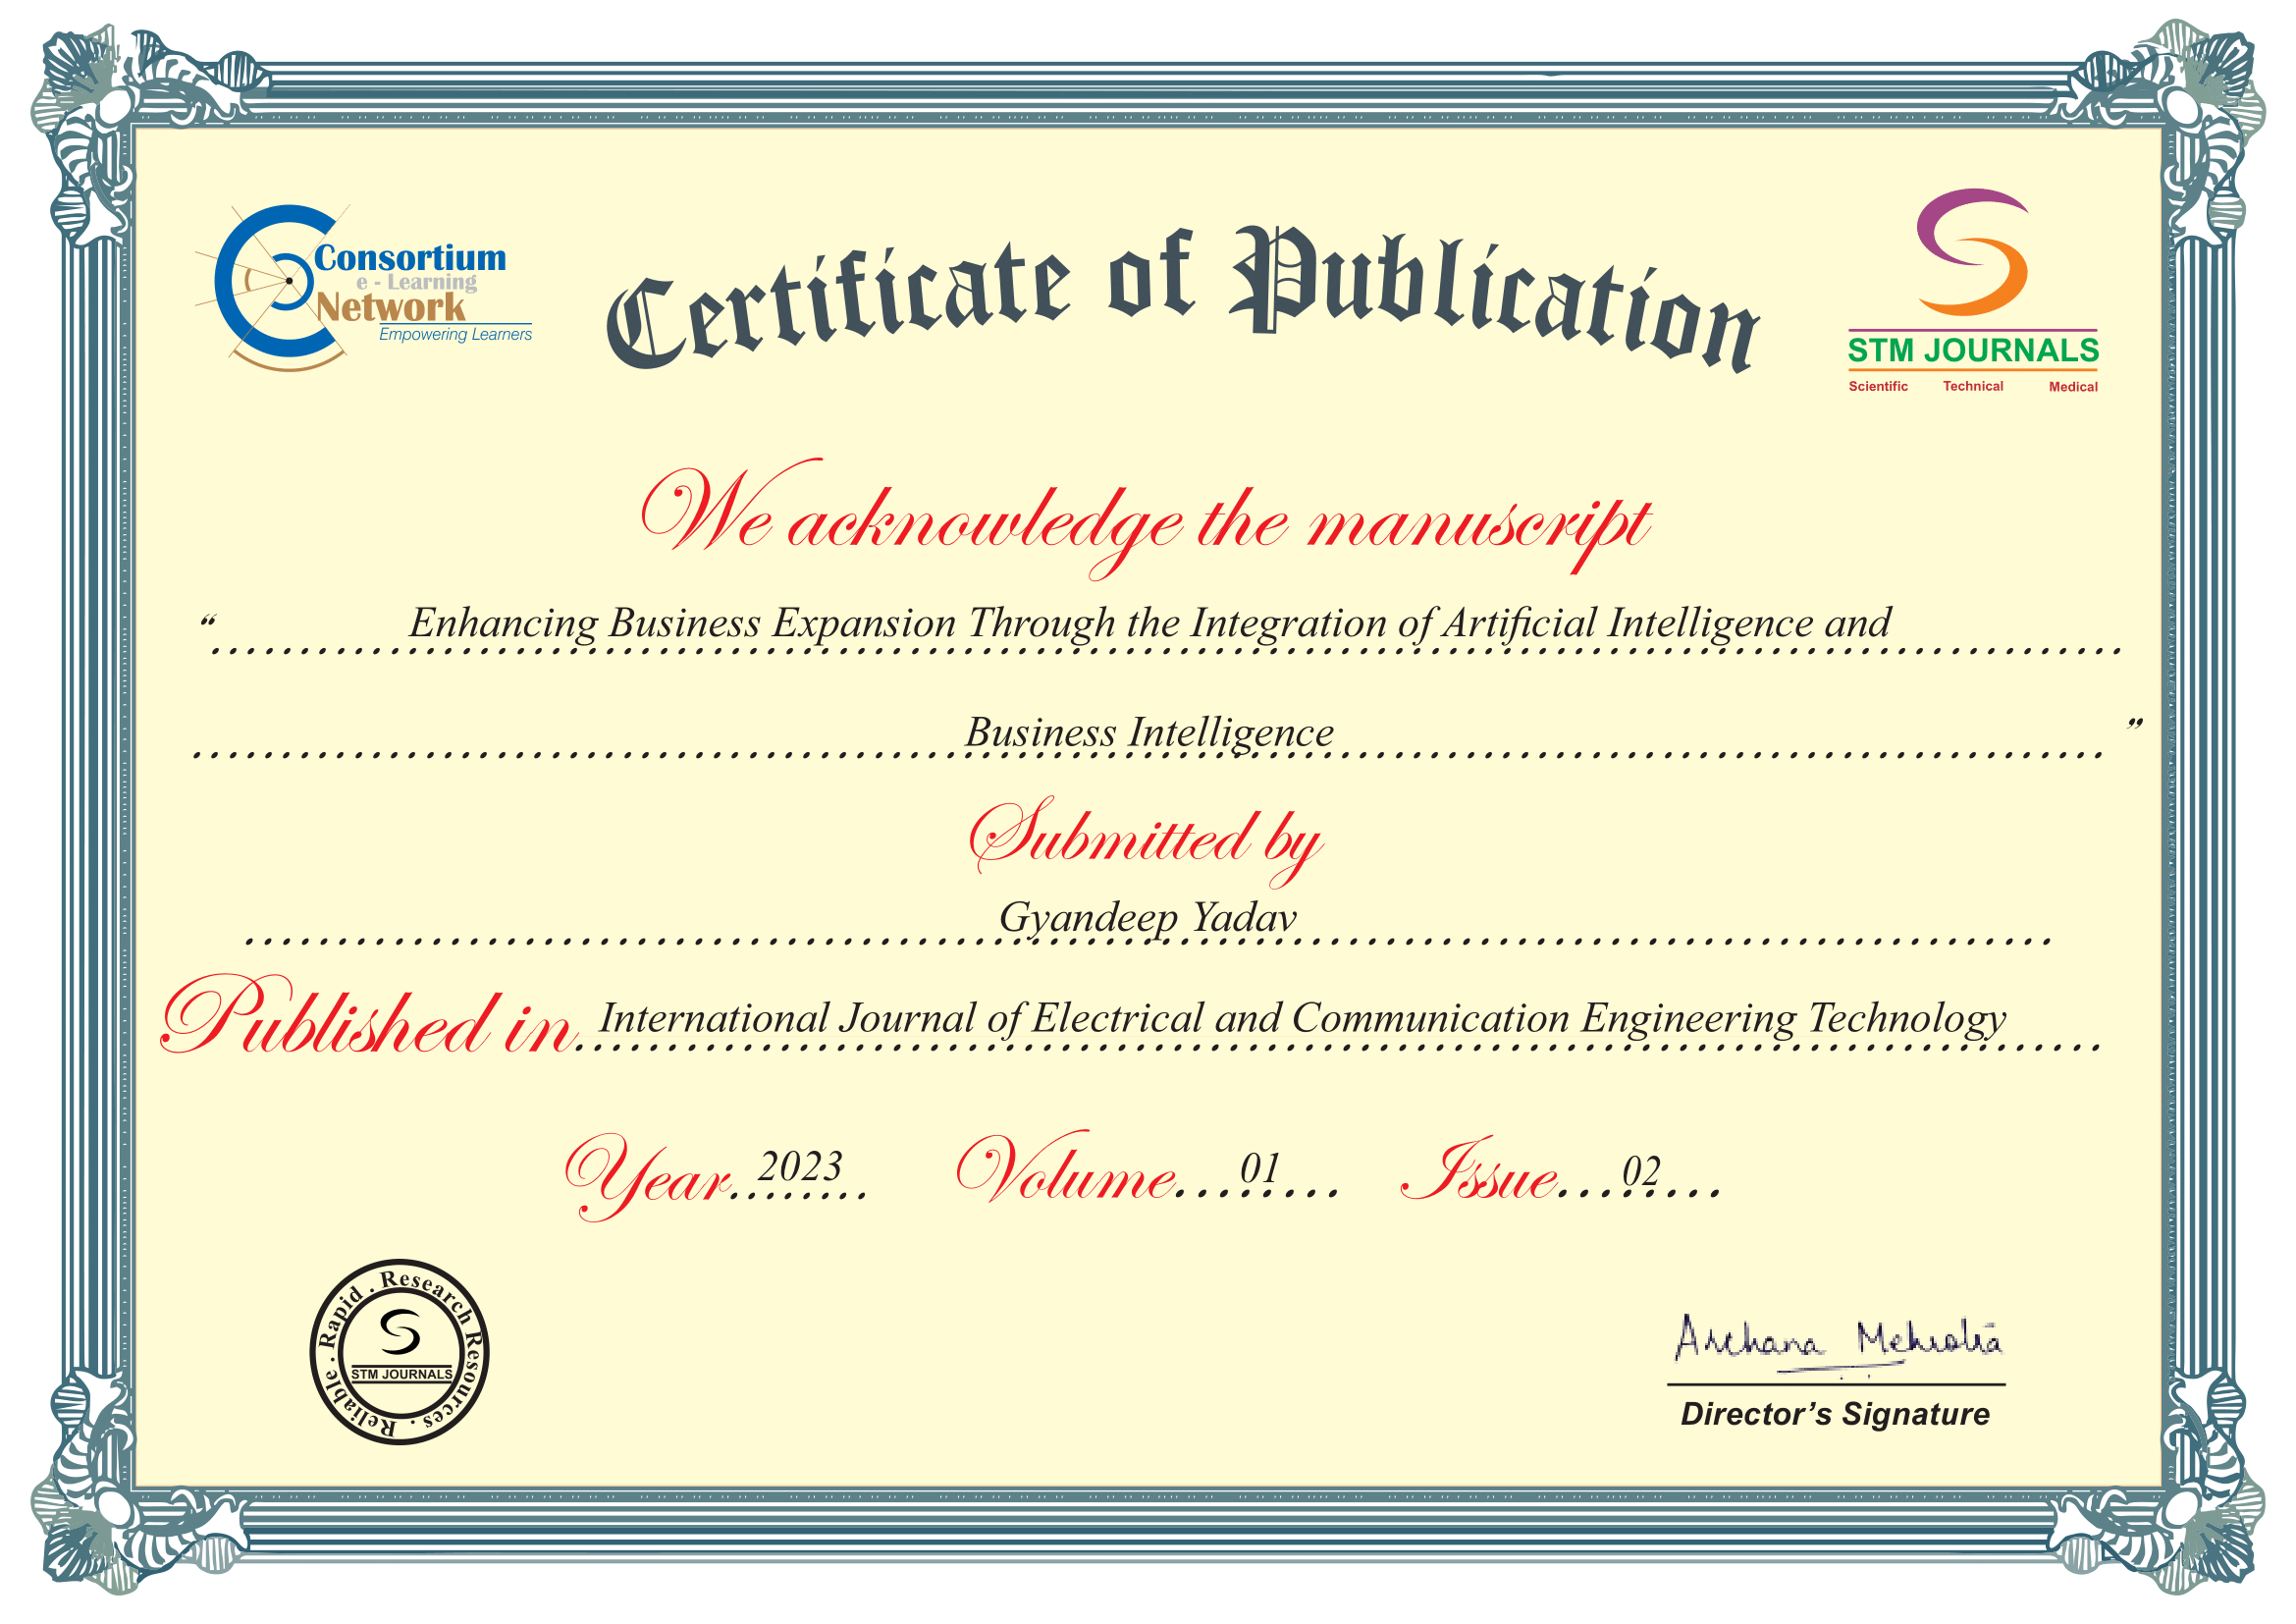 Consortium
e - Learning
Network
Empowering Learners
Certificate of Publication
STM JOURNALS
Scientific Technical Medical
We acknowledge the manuscript
“ Enhancing Business Expansion Through the Integration of Artificial Intelligence and
Business Intelligence ”
Submitted by
Gyandeep Yadav
Published in International Journal of Electrical and Communication Engineering Technology
Year 2023 Volume 01 Issue 02
Reliable . Rapid . Research Resources .
STM JOURNALS
Archana Mehrotra
Director’s Signature